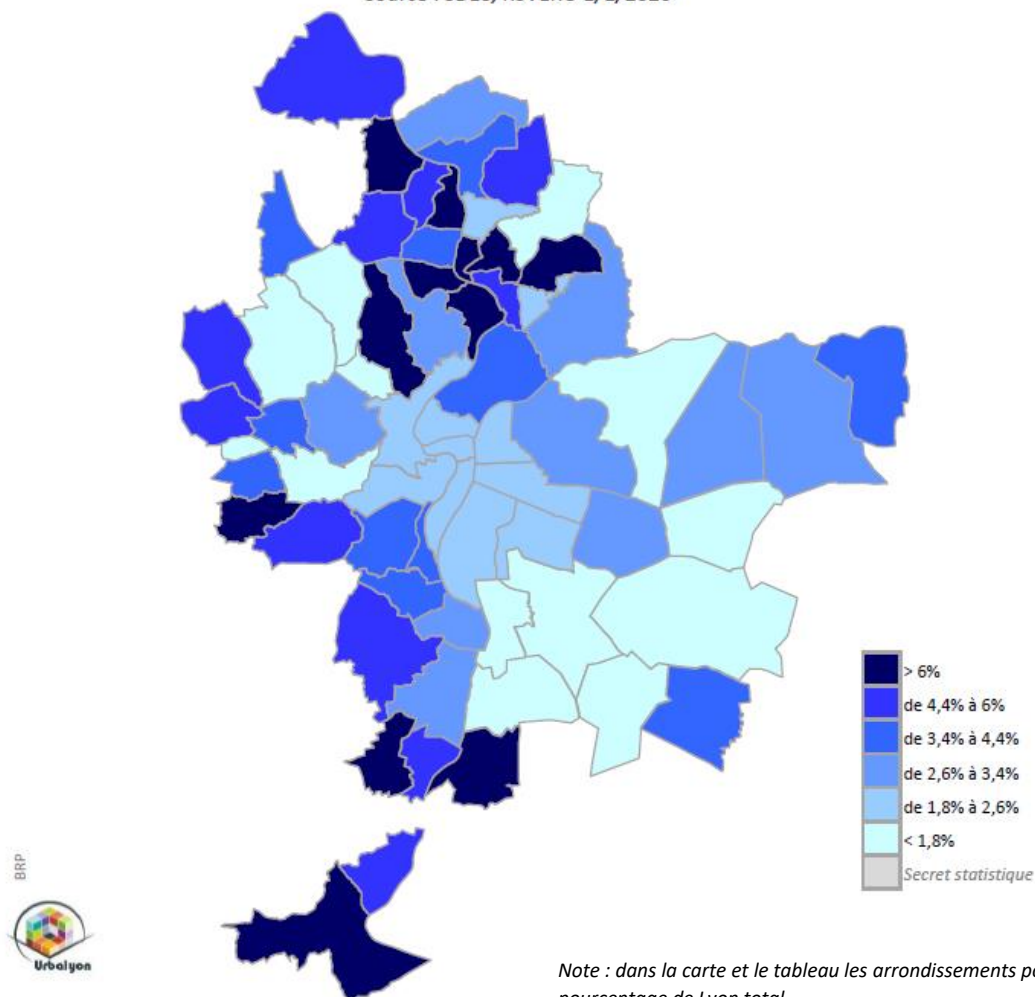 > 6%
de 4,4% à 6%
de 3,4% à 4,4%
de 2,6% à 3,4%
de 1,8% à 2,6%
< 1,8%
Secret statistique
BRP
Urbalyon
Note : dans la carte et le tableau les arrondissements
pourcentage de Lyon total